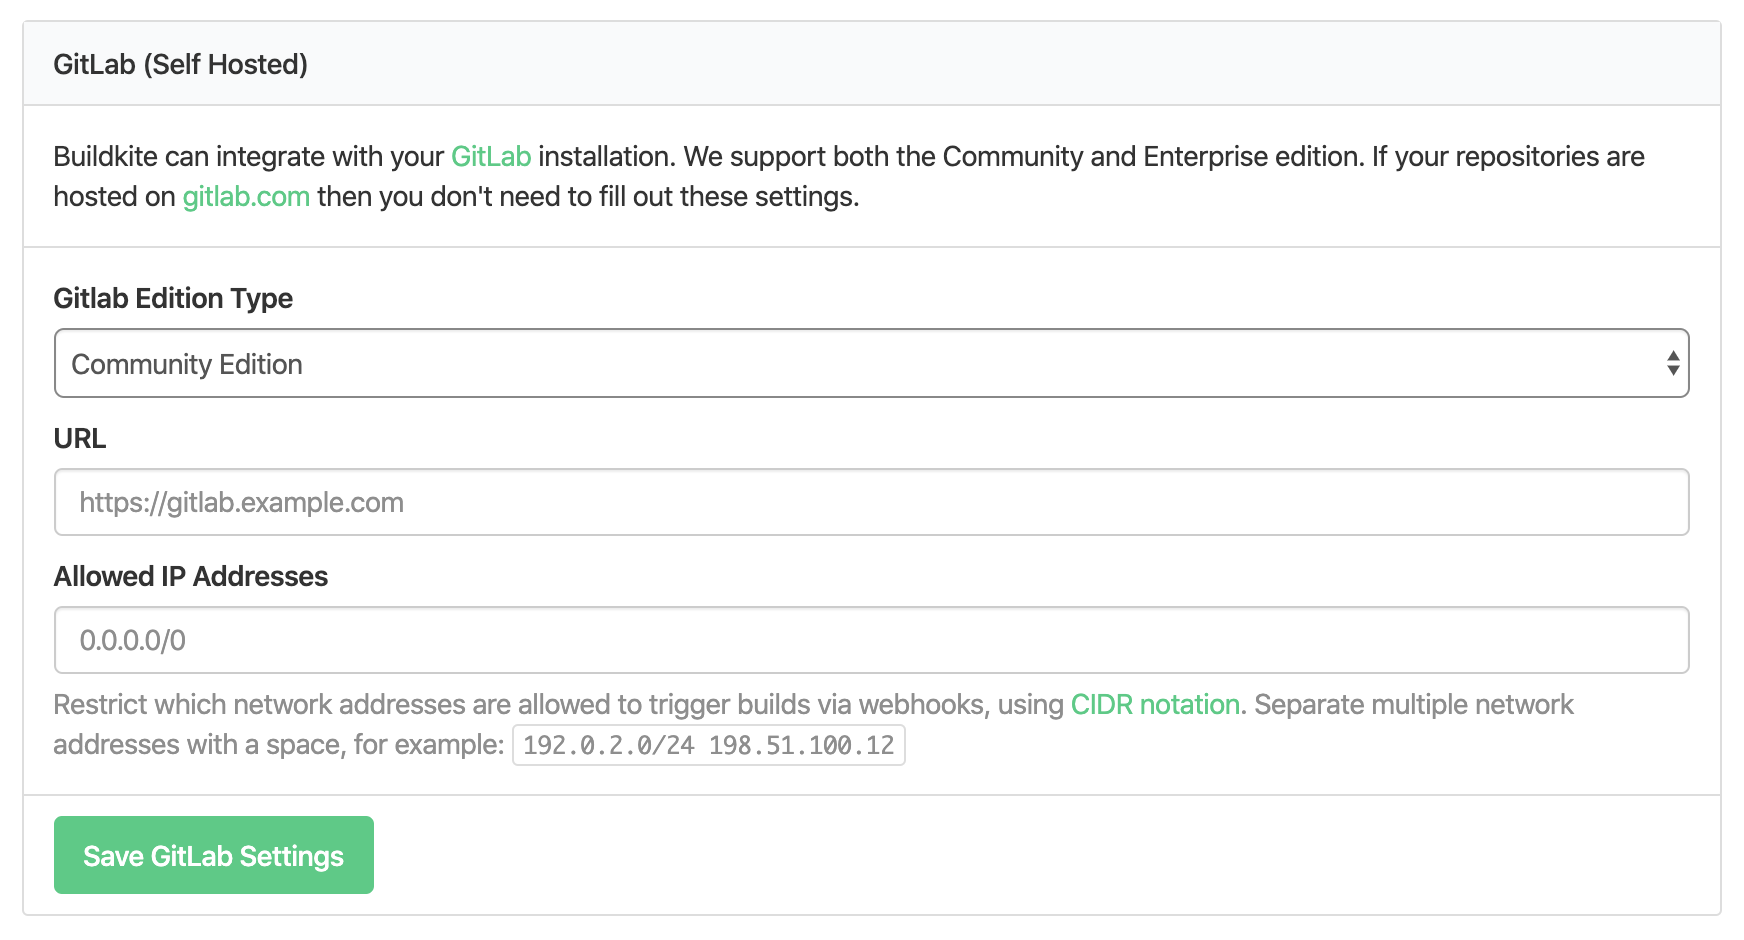 GitLab (Self Hosted)
Buildkite can integrate with your GitLab installation. We support both the Community and Enterprise edition. If your repositories are
hosted on gitlab.com then you don't need to fill out these settings.
Gitlab Edition Type
Community Edition
URL
https://gitlab.example.com
Allowed IP Addresses
0.0.0.0/0
Restrict which network addresses are allowed to trigger builds via webhooks, using CIDR notation. Separate multiple network
addresses with a space, for example: 192.0.2.0/24 198.51.100.12
Save GitLab Settings